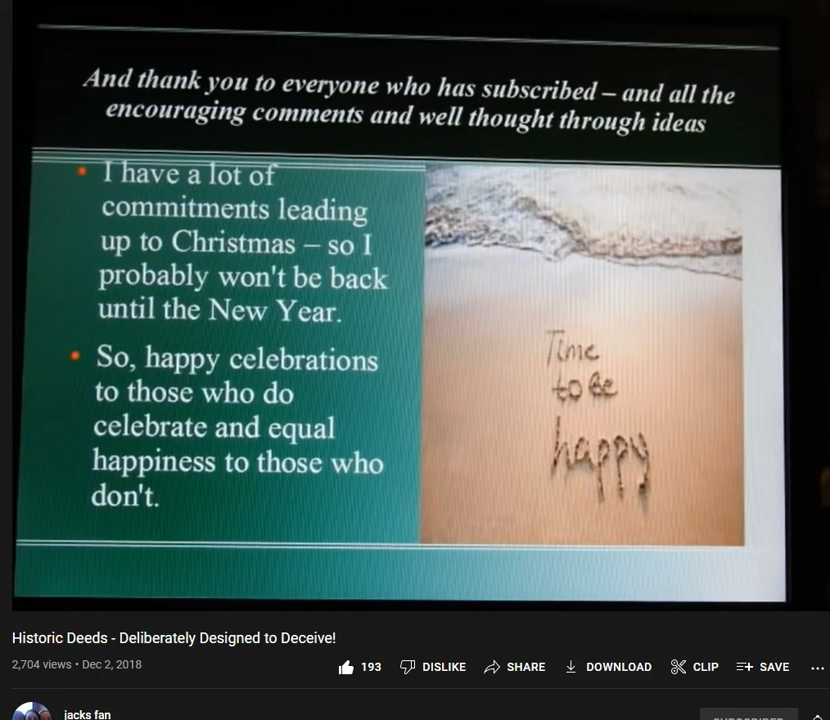 And thank you to everyone who has subscribed – and all the
encouraging comments and well thought through ideas
I have a lot of
commitments leading
up to Christmas – so I
probably won't be back
until the New Year.
So, happy celebrations
to those who do
celebrate and equal
happiness to those who
don't.
Time
to Be
happy
Historic Deeds - Deliberately Designed to Deceive!
2,704 views • Dec 2, 2018
193 DISLIKE SHARE DOWNLOAD CLIP SAVE
jacks fan